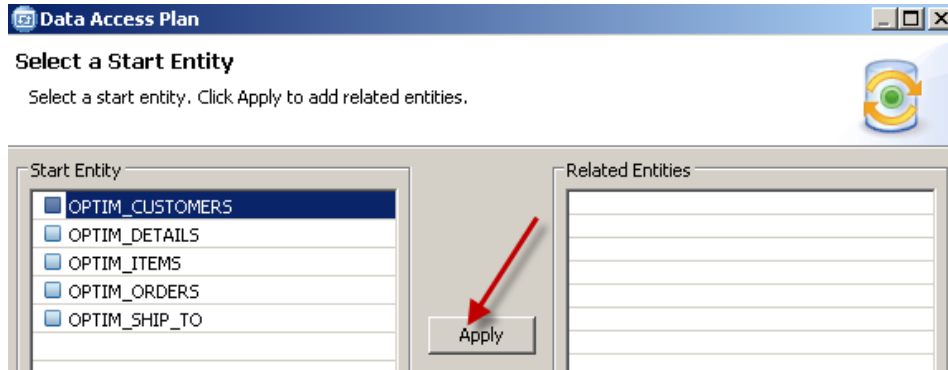 Data Access Plan
Select a Start Entity
Select a start entity. Click Apply to add related entities.
Start Entity
Related Entities
OPTIM_CUSTOMERS
OPTIM_DETAILS
OPTIM_ITEMS
OPTIM_ORDERS
OPTIM_SHIP_TO
Apply